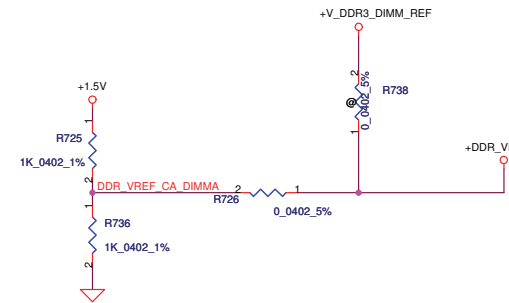 +V_DDR3_DIMM_REF
2
@
0_0402_5%
R738
1
+1.5V
1
R725
1K_0402_1%
2
DDR_VREF_CA_DIMMA
2
1
R726
0_0402_5%
+DDR_V
1
R736
1K_0402_1%
2